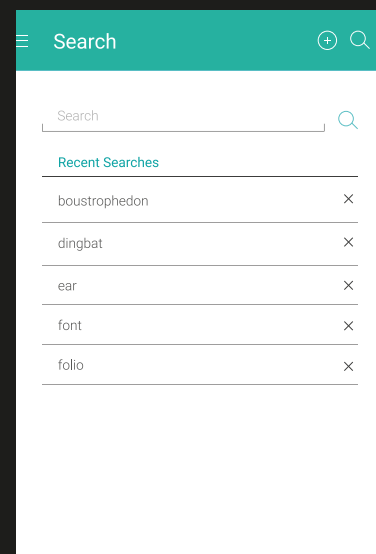 Search
Search
Recent Searches
boustrophedon
dingbat
ear
font
folio